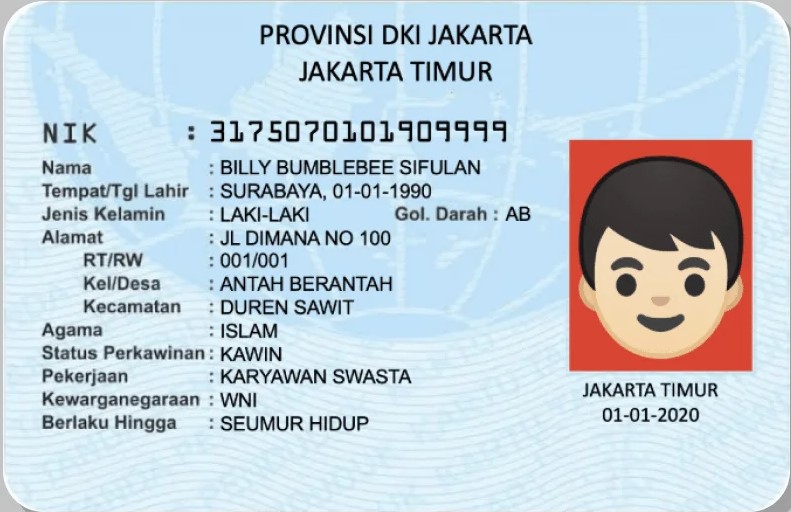 PROVINSI DKI JAKARTA
JAKARTA TIMUR
NIK : 3175070101909999
Nama : BILLY BUMBLEBEE SIFULAN
Tempat/Tgl Lahir : SURABAYA, 01-01-1990
Jenis Kelamin : LAKI-LAKI Gol. Darah : AB
Alamat : JL DIMANA NO 100
RT/RW : 001/001
Kel/Desa : ANTAH BERANTAH
Kecamatan : DUREN SAWIT
Agama : ISLAM
Status Perkawinan : KAWIN
Pekerjaan : KARYAWAN SWASTA
Kewarganegaraan : WNI
Berlaku Hingga : SEUMUR HIDUP
JAKARTA TIMUR
01-01-2020